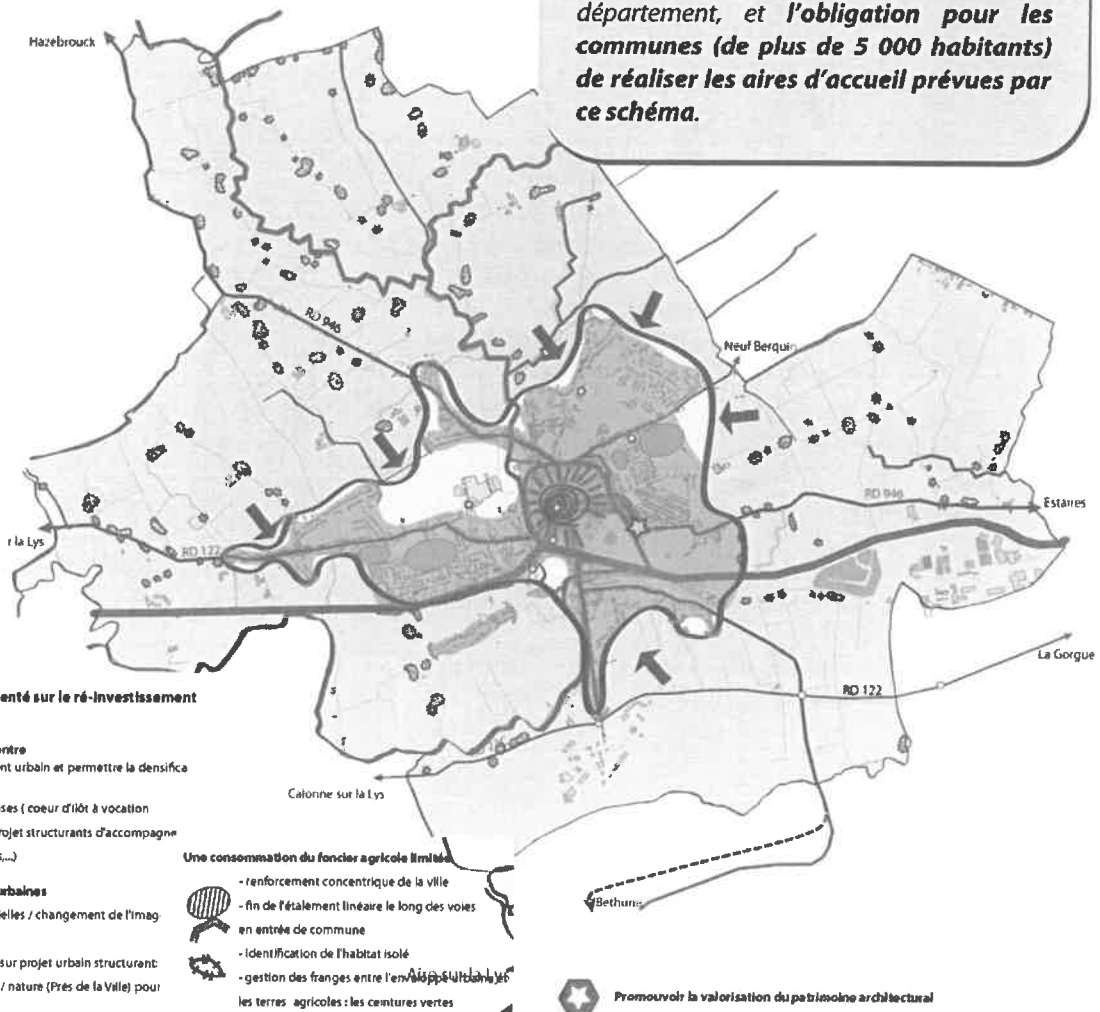 département, et l'obligation pour les
communes (de plus de 5 000 habitants)
de réaliser les aires d'accueil prévues par
ce schéma.
Hazebrouck
RD 946
Neuf Berquin
RD 946
Estaires
r la Lys
RD 122
La Gorgue
RD 122
Calonne sur la Lys
Bethune
enté sur le ré-investissement
entre
nt urbain et permettre la densifica
ses ( coeur d'ilôt à vocation
rojet structurants d'accompagne
s,...)
urbaines
elles / changement de l'imag
sur projet urbain structurant:
/ nature (Prés de la Ville) pour
Une consommation du foncier agricole limitée
- renforcement concentrique de la ville
- fin de l'étalement linéaire le long des voies
en entrée de commune
- identification de l'habitat isolé
- gestion des franges entre l'enveloppe urbaine et
les terres agricoles : les ceintures vertes
Aire sur la Lys
Promouvoir la valorisation du patrimoine architectural